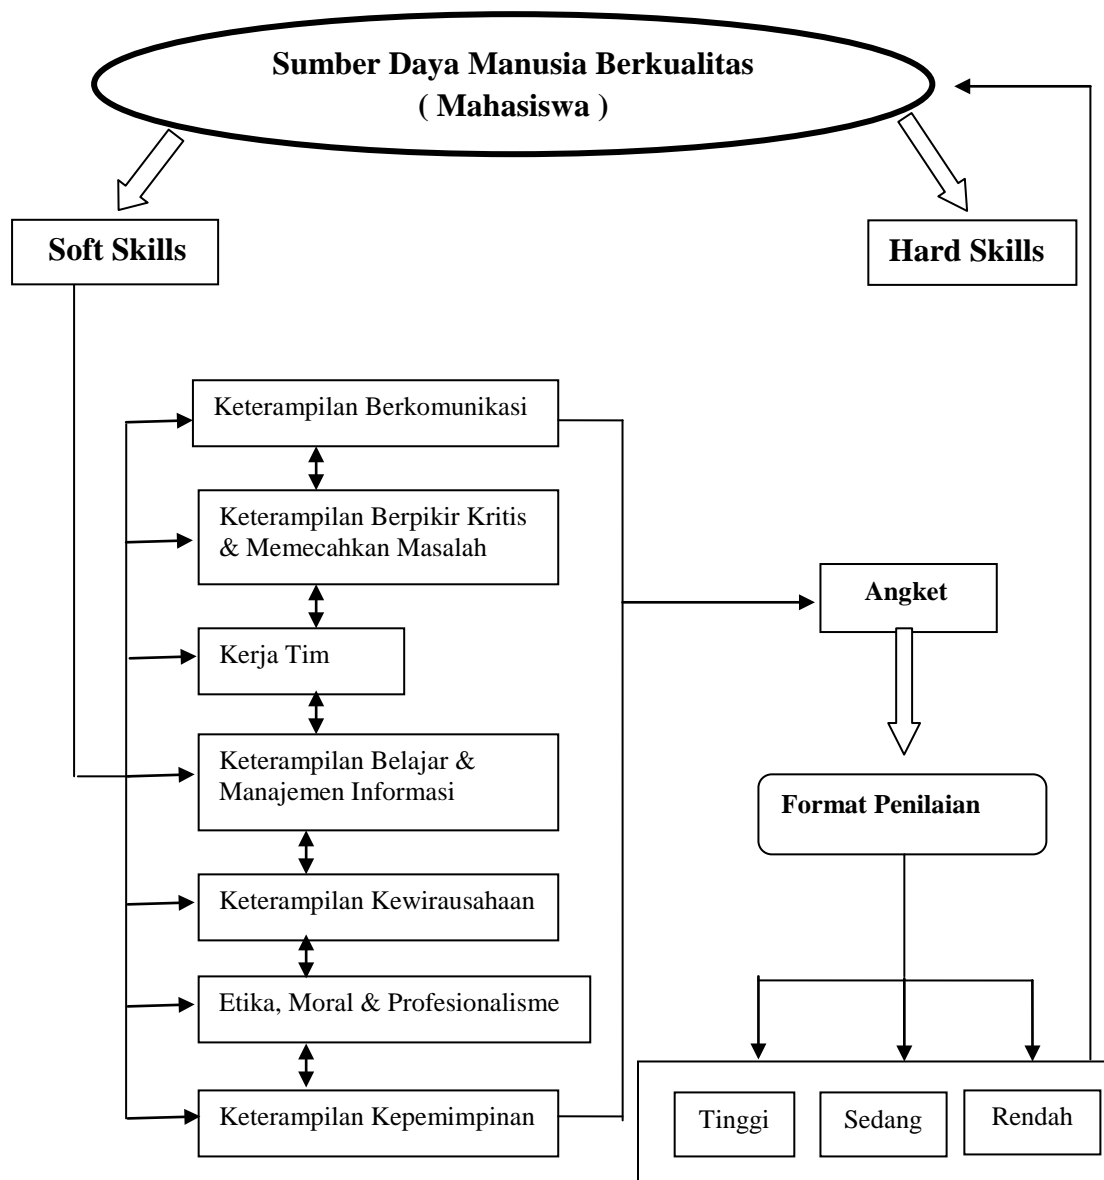 Sumber Daya Manusia Berkualitas
( Mahasiswa )
Soft Skills
Hard Skills
Keterampilan Berkomunikasi
Keterampilan Berpikir Kritis
& Memecahkan Masalah
Angket
Kerja Tim
Keterampilan Belajar &
Manajemen Informasi
Format Penilaian
Keterampilan Kewirausahaan
Etika, Moral & Profesionalisme
Keterampilan Kepemimpinan
Tinggi
Sedang
Rendah